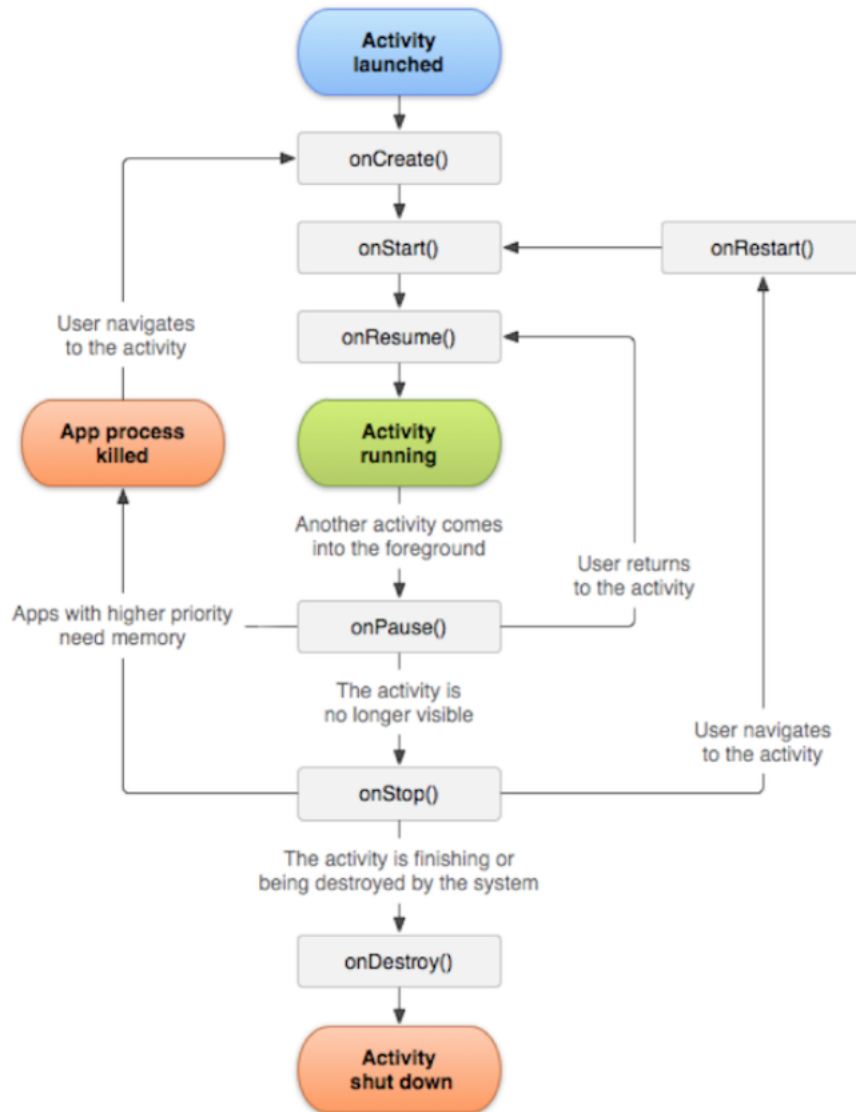 Activity
launched
onCreate()
onStart()
onRestart()
User navigates
to the activity
onResume()
App process
killed
Activity
running
Another activity comes
into the foreground
User returns
to the activity
Apps with higher priority
need memory
onPause()
The activity is
no longer visible
User navigates
to the activity
onStop()
The activity is finishing or
being destroyed by the system
onDestroy()
Activity
shut down